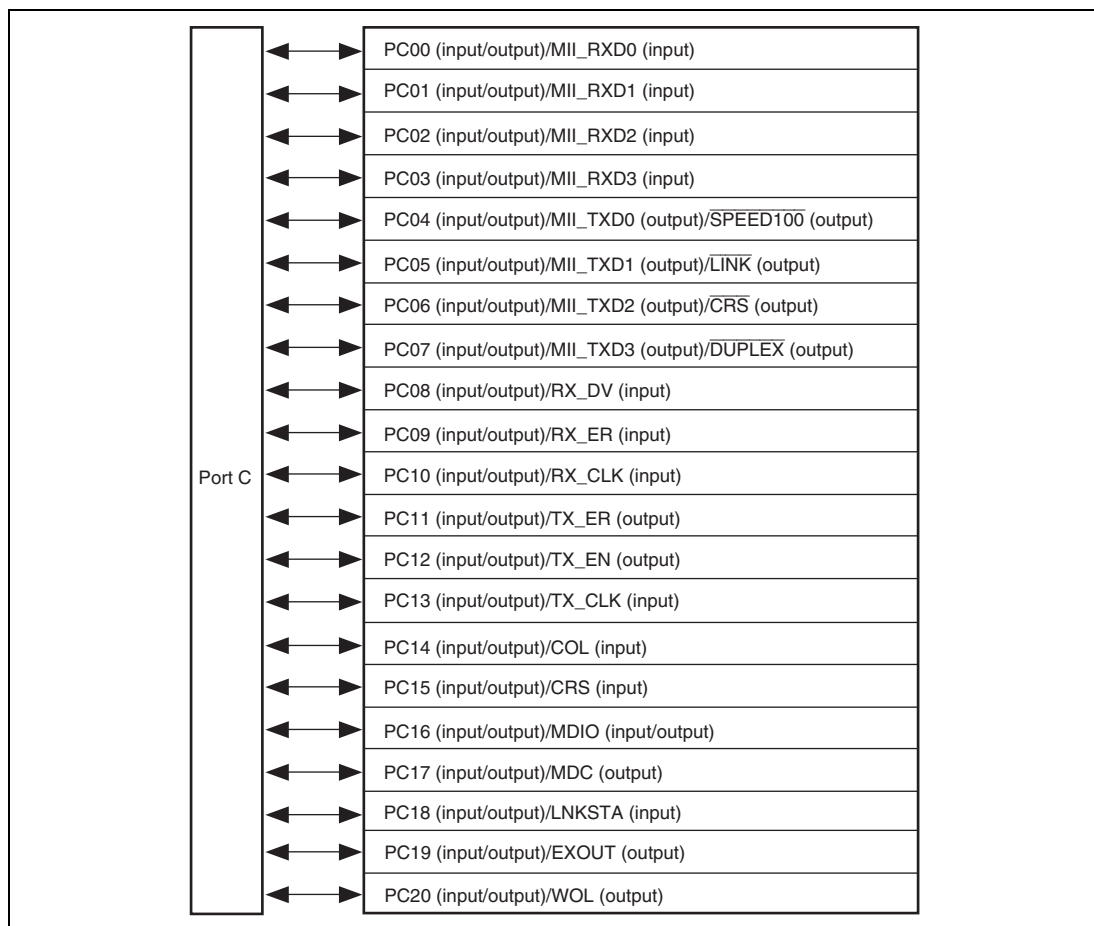 Port C
PC00 (input/output)/MII_RXD0 (input)
PC01 (input/output)/MII_RXD1 (input)
PC02 (input/output)/MII_RXD2 (input)
PC03 (input/output)/MII_RXD3 (input)
PC04 (input/output)/MII_TXD0 (output)/S̅P̅E̅E̅D̅1̅0̅0̅ (output)
PC05 (input/output)/MII_TXD1 (output)/L̅I̅N̅K̅ (output)
PC06 (input/output)/MII_TXD2 (output)/C̅R̅S̅ (output)
PC07 (input/output)/MII_TXD3 (output)/D̅U̅P̅L̅E̅X̅ (output)
PC08 (input/output)/RX_DV (input)
PC09 (input/output)/RX_ER (input)
PC10 (input/output)/RX_CLK (input)
PC11 (input/output)/TX_ER (output)
PC12 (input/output)/TX_EN (output)
PC13 (input/output)/TX_CLK (input)
PC14 (input/output)/COL (input)
PC15 (input/output)/CRS (input)
PC16 (input/output)/MDIO (input/output)
PC17 (input/output)/MDC (output)
PC18 (input/output)/LNKSTA (input)
PC19 (input/output)/EXOUT (output)
PC20 (input/output)/WOL (output)